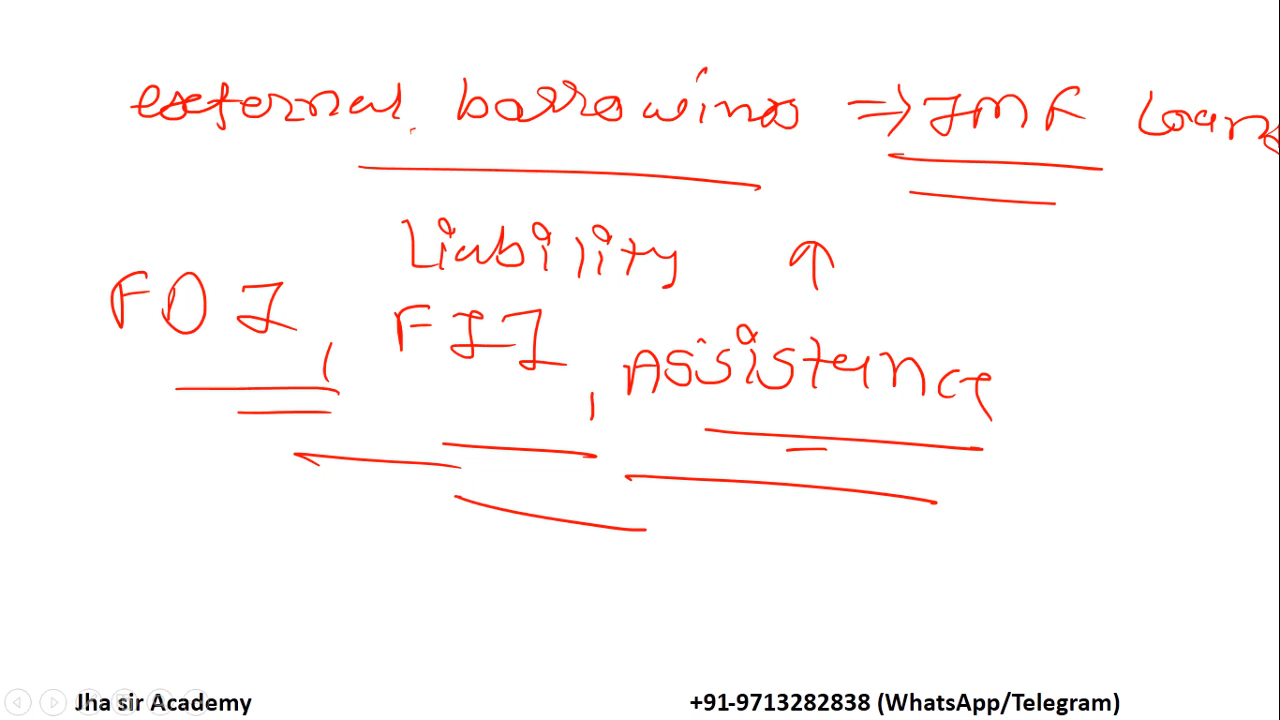 external borrowings => IMF Loans
Liability ↑
FDI, FII, Assistance
Jha sir Academy
+91-9713282838 (WhatsApp/Telegram)